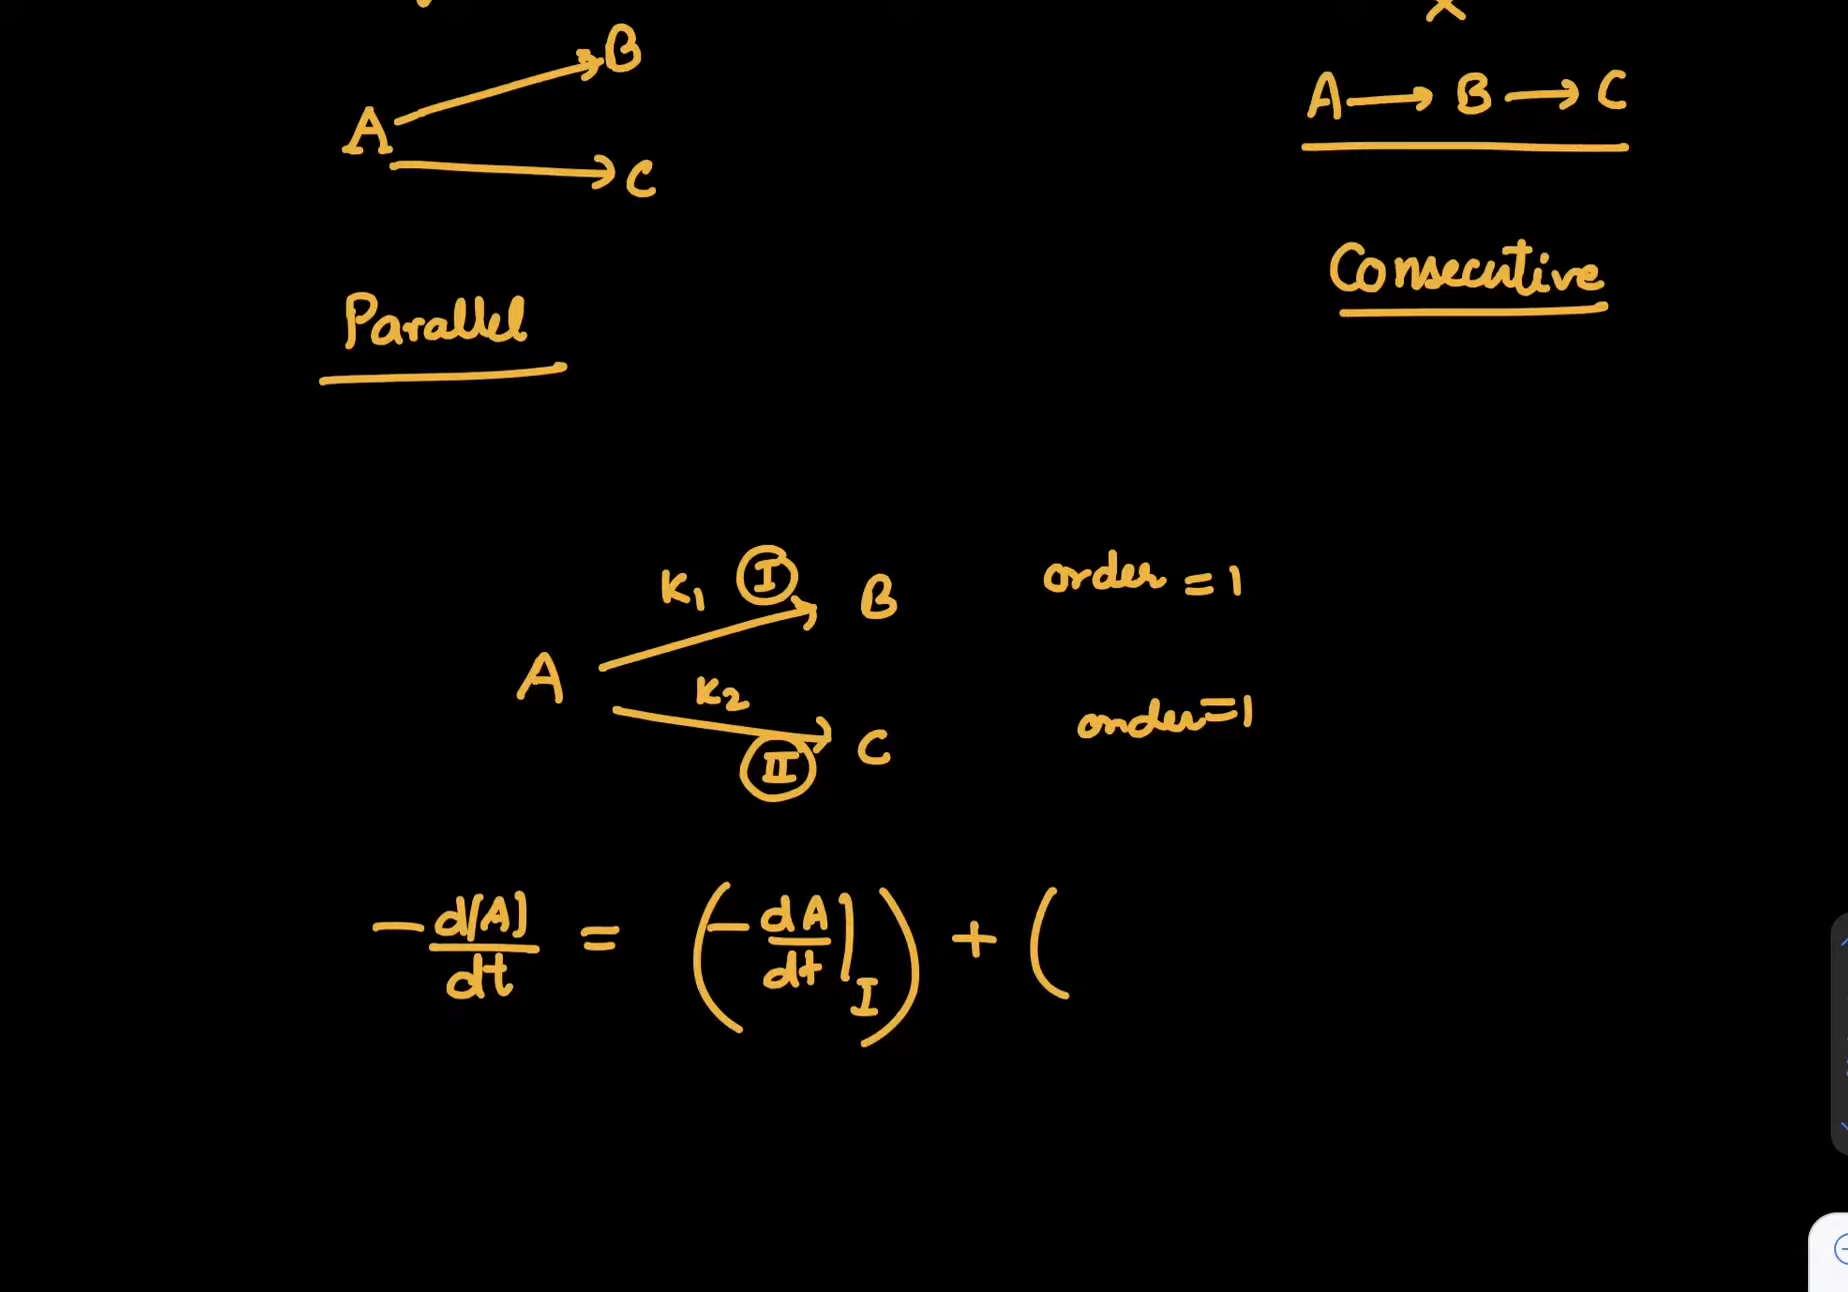 B
A
C
A → B → C
Consecutive
Parallel
K1 I B order = 1
A
K2
II C order = 1
- d[A]/dt = (- dA/dt|I) + (